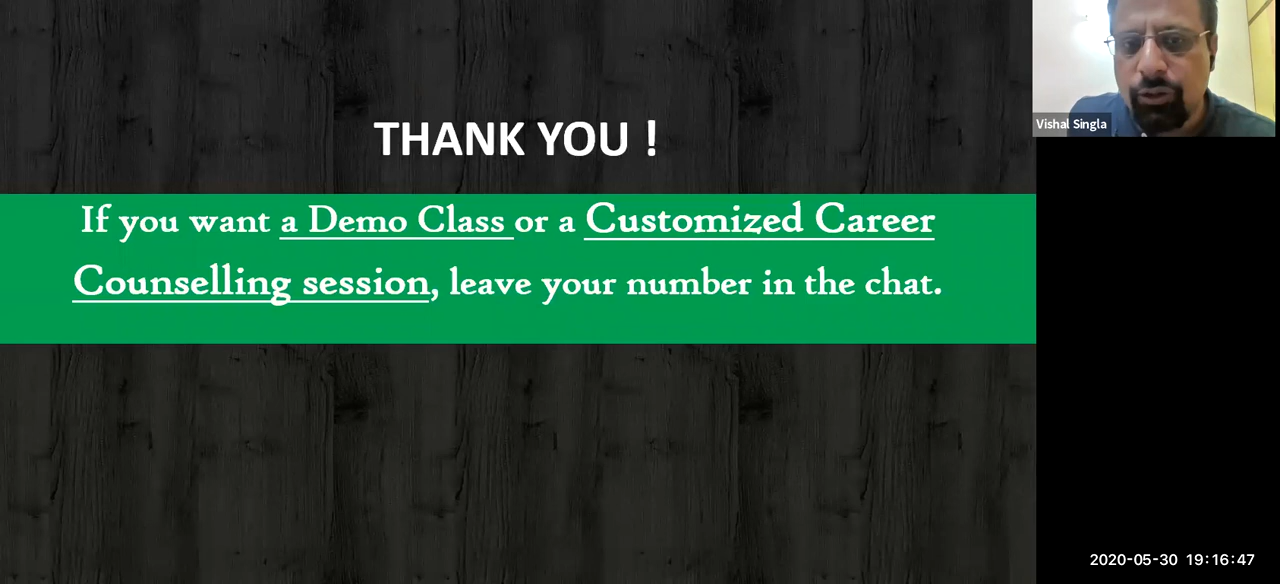 THANK YOU !
If you want a Demo Class or a Customized Career
Counselling session, leave your number in the chat.
Vishal Singla
2020-05-30 19:16:47